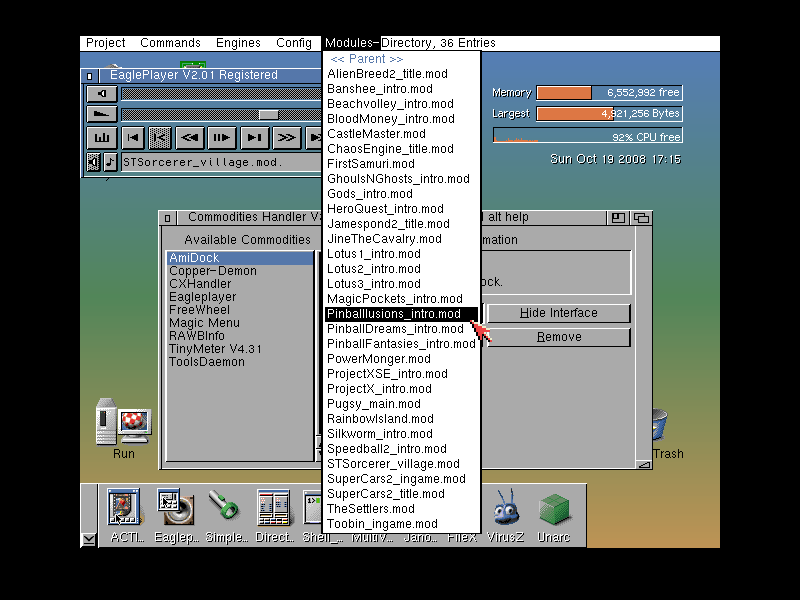 Project Commands Engines Config Modules-Directory, 36 Entries
<< Parent >>
AlienBreed2_title.mod
Banshee_intro.mod
Beachvolley_intro.mod
BloodMoney_intro.mod
CastleMaster.mod
ChaosEngine_title.mod
FirstSamuri.mod
GhoulsNGhosts_intro.mod
Gods_intro.mod
HeroQuest_intro.mod
Jamespond2_title.mod
JineTheCavalry.mod
Lotus1_intro.mod
Lotus2_intro.mod
Lotus3_intro.mod
MagicPockets_intro.mod
Pinballlusions_intro.mod
PinballDreams_intro.mod
PinballFantasies_intro.mod
PowerMonger.mod
ProjectXSE_intro.mod
ProjectX_intro.mod
Pugsy_main.mod
RainbowIsland.mod
Silkworm_intro.mod
Speedball2_intro.mod
STSorcerer_village.mod
SuperCars2_ingame.mod
SuperCars2_title.mod
TheSettlers.mod
Toobin_ingame.mod
EaglePlayer V2.01 Registered
STSorcerer_village.mod.
Memory 6,552,992 free
Largest 4,921,256 Bytes
92% CPU free
Sun Oct 19 2008 17:15
Commodities Handler alt help
Available Commodities
AmiDock
Copper-Demon
CXHandler
Eagleplayer
FreeWheel
Magic Menu
RAWBInfo
TinyMeter V4.31
ToolsDaemon
Hide Interface
Remove
Run
Trash
ACTI... Eaglep... Simple... Direct... Shell_... MultiV... Jano... FileX VirusZ Unarc